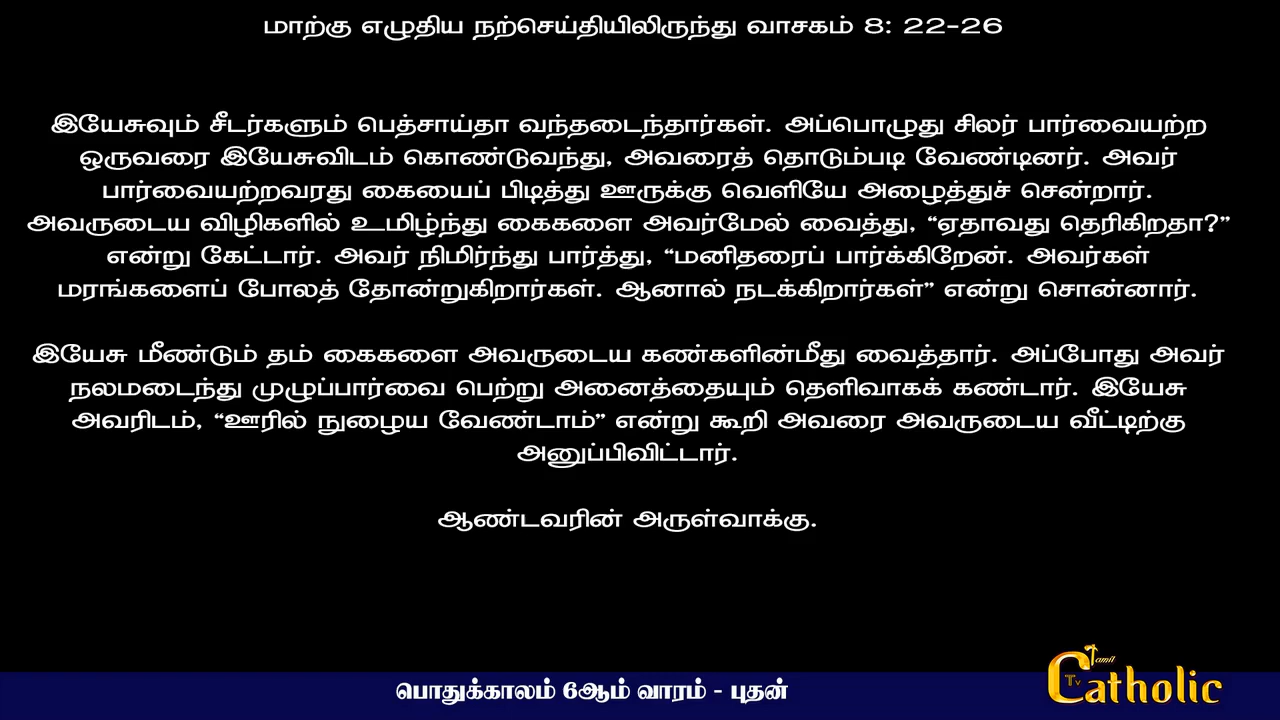 மாற்கு எழுதிய நற்செய்தியிலிருந்து வாசகம் 8: 22-26
இயேசுவும் சீடர்களும் பெத்சாய்தா வந்தடைந்தார்கள். அப்பொழுது சிலர் பார்வையற்ற
ஒருவரை இயேசுவிடம் கொண்டுவந்து, அவரைத் தொடும்படி வேண்டினர். அவர்
பார்வையற்றவரது கையைப் பிடித்து ஊருக்கு வெளியே அழைத்துச் சென்றார்.
அவருடைய விழிகளில் உமிழ்ந்து கைகளை அவர்மேல் வைத்து, “ஏதாவது தெரிகிறதா?”
என்று கேட்டார். அவர் நிமிர்ந்து பார்த்து, “மனிதரைப் பார்க்கிறேன். அவர்கள்
மரங்களைப் போலத் தோன்றுகிறார்கள். ஆனால் நடக்கிறார்கள்” என்று சொன்னார்.
இயேசு மீண்டும் தம் கைகளை அவருடைய கண்களின்மீது வைத்தார். அப்போது அவர்
நலமடைந்து முழுப்பார்வை பெற்று அனைத்தையும் தெளிவாகக் கண்டார். இயேசு
அவரிடம், “ஊரில் நுழைய வேண்டாம்” என்று கூறி அவரை அவருடைய வீட்டிற்கு
அனுப்பிவிட்டார்.
ஆண்டவரின் அருள்வாக்கு.
பொதுக்காலம் 6ஆம் வாரம் - புதன்
Tamil
Catholic
Tv